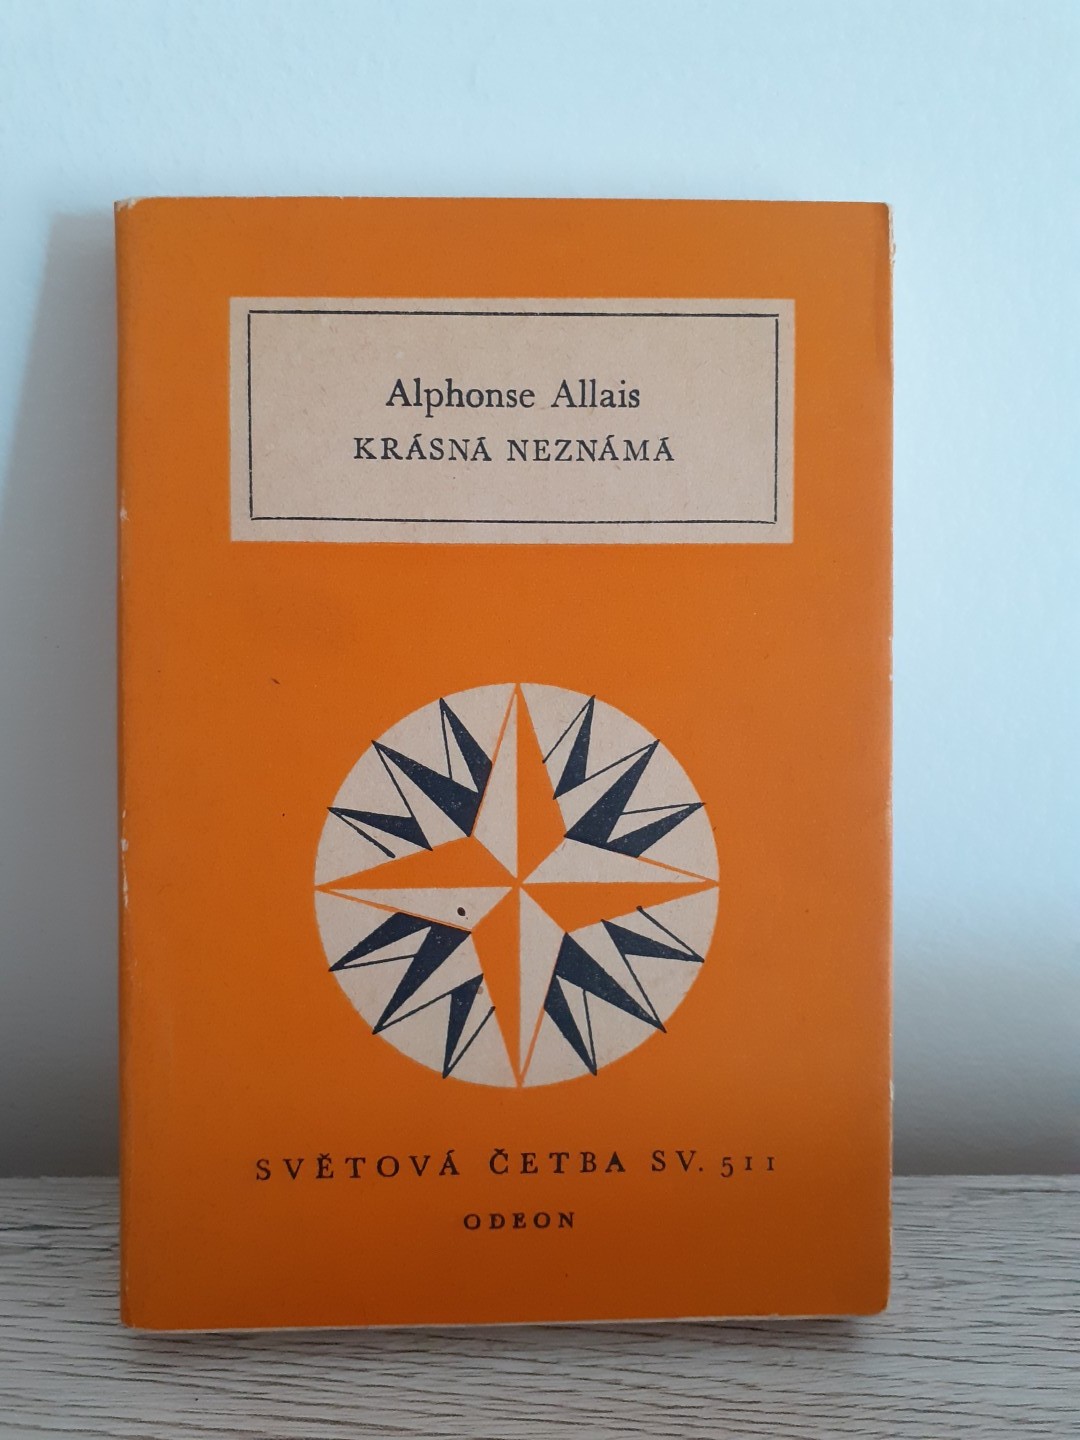 Alphonse Allais
KRÁSNÁ NEZNÁMÁ
SVĚTOVÁ ČETBA SV. 511
ODEON